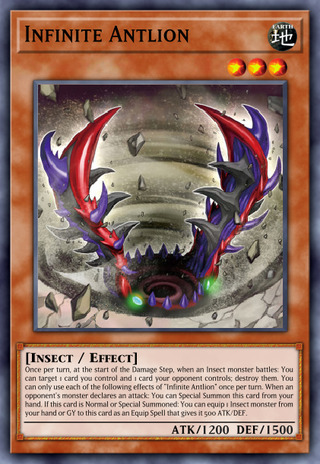 Infinite Antlion
EARTH
地
[Insect / Effect]
Once per turn, at the start of the Damage Step, when an Insect monster battles: You
can target 1 card you control and 1 card your opponent controls; destroy them. You
can only use each of the following effects of "Infinite Antlion" once per turn. When an
opponent's monster declares an attack: You can Special Summon this card from your
hand. If this card is Normal or Special Summoned: You can equip 1 Insect monster from
your hand or GY to this card as an Equip Spell that gives it 500 ATK/DEF.
ATK/1200 DEF/1500